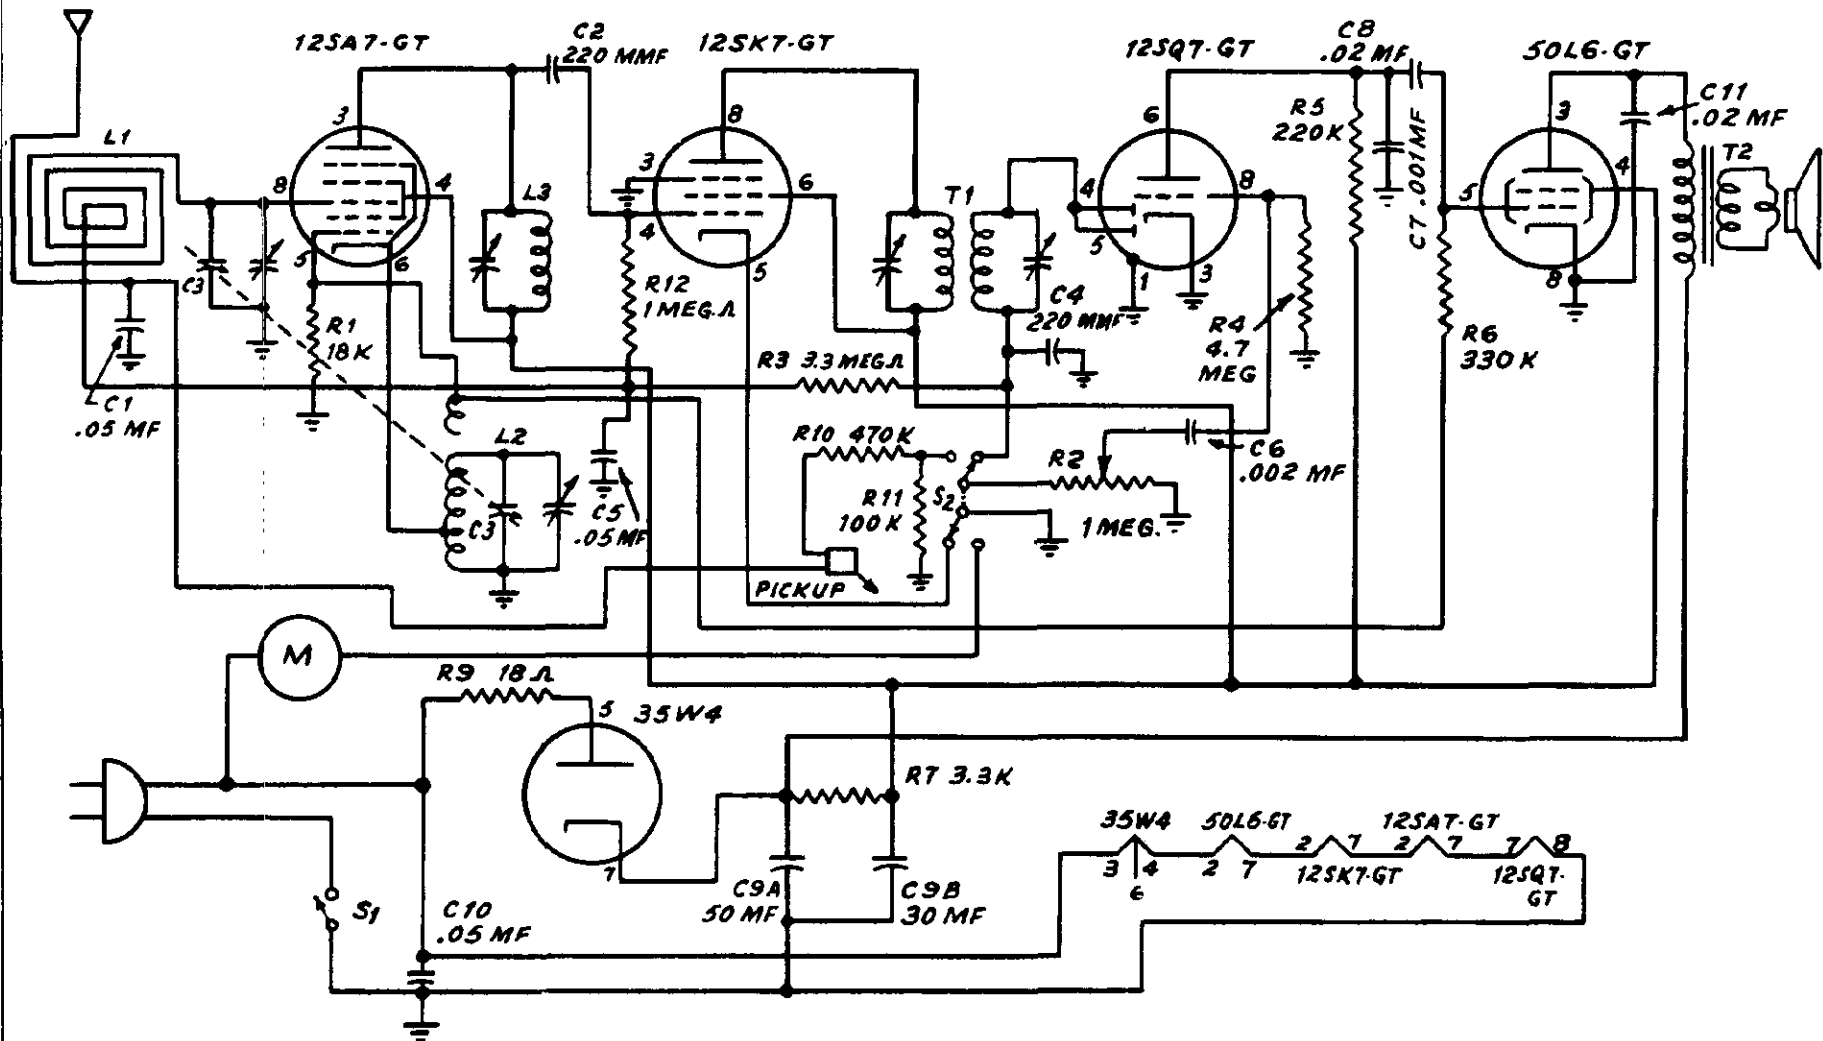 12SA7-GT
C2
220 MMF
12SK7-GT
12SQ7-GT
C8
.02 MF
50L6-GT
L1
3
8
4
5
6
C3
L3
3
4
8
6
5
R12
1 MEG.Ω
T1
6
4
5
8
1
3
R5
220K
C7 .001MF
C11
.02 MF
3
4
5
8
T2
R1
18K
C4
220 MMF
R4
4.7
MEG
R6
330K
R3 3.3 MEG.Ω
C1
.05 MF
L2
C3
C5
.05 MF
R10 470K
R11
100K
S2
R2
1 MEG.
C6
.002 MF
PICKUP
M
R9 18Ω
5
35W4
7
R7 3.3K
C9A
50 MF
C9B
30 MF
S1
C10
.05 MF
35W4
50L6-GT
12SA7-GT
3 4
6
2 7
2 7
12SK7-GT
2 7
7 8
12SQ7-
GT